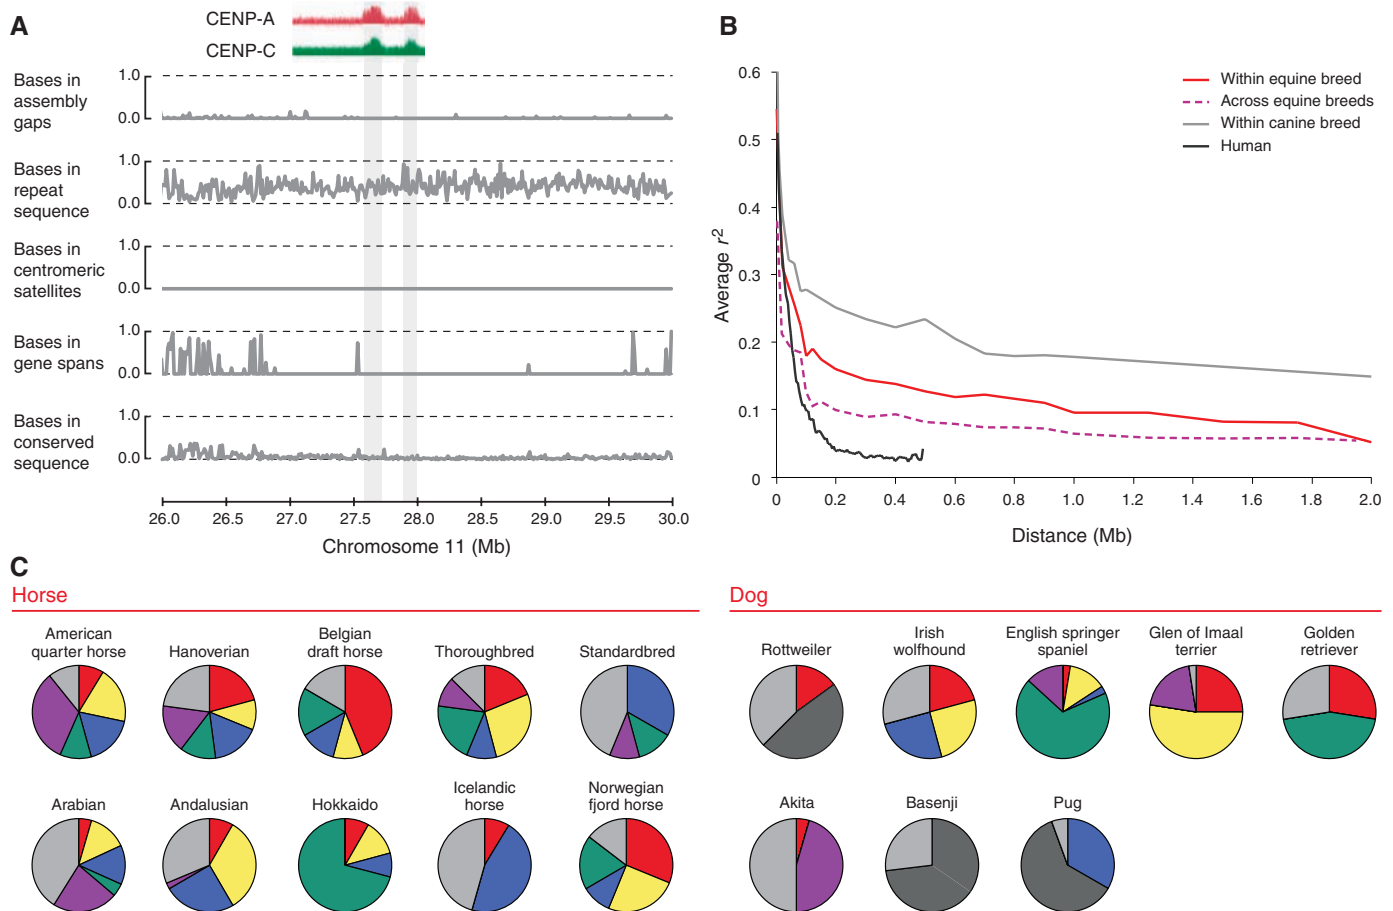 A
CENP-A
CENP-C
Bases in
assembly
gaps
1.0
0.0
Bases in
repeat
sequence
1.0
0.0
Bases in
centromeric
satellites
1.0
0.0
Bases in
gene spans
1.0
0.0
Bases in
conserved
sequence
1.0
0.0
26.0 26.5 27.0 27.5 28.0 28.5 29.0 29.5 30.0
Chromosome 11 (Mb)
B
0.6
0.5
0.4
0.3
0.2
0.1
0
Average r²
Within equine breed
Across equine breeds
Within canine breed
Human
0 0.2 0.4 0.6 0.8 1.0 1.2 1.4 1.6 1.8 2.0
Distance (Mb)
C
Horse
American
quarter horse
Hanoverian
Belgian
draft horse
Thoroughbred
Standardbred
Arabian
Andalusian
Hokkaido
Icelandic
horse
Norwegian
fjord horse
Dog
Rottweiler
Irish
wolfhound
English springer
spaniel
Glen of Imaal
terrier
Golden
retriever
Akita
Basenji
Pug